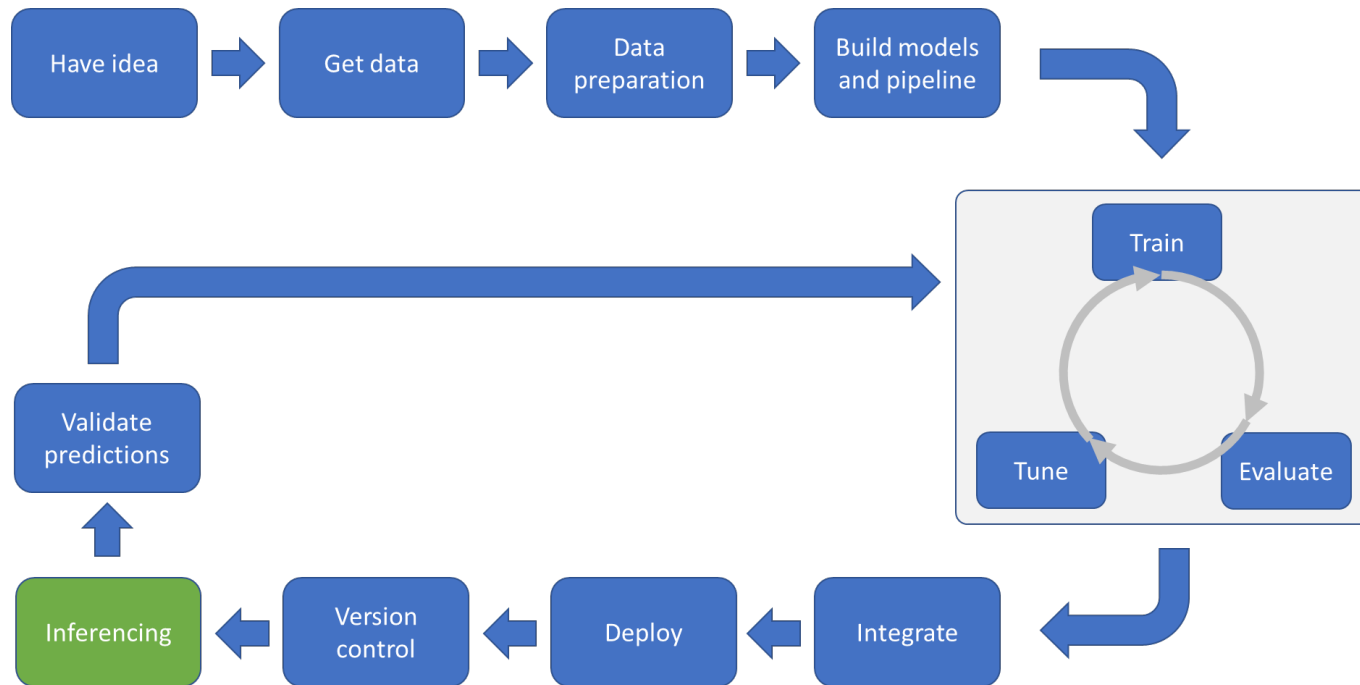 Have idea
Get data
Data
preparation
Build models
and pipeline
Train
Tune
Evaluate
Validate
predictions
Inferencing
Version
control
Deploy
Integrate